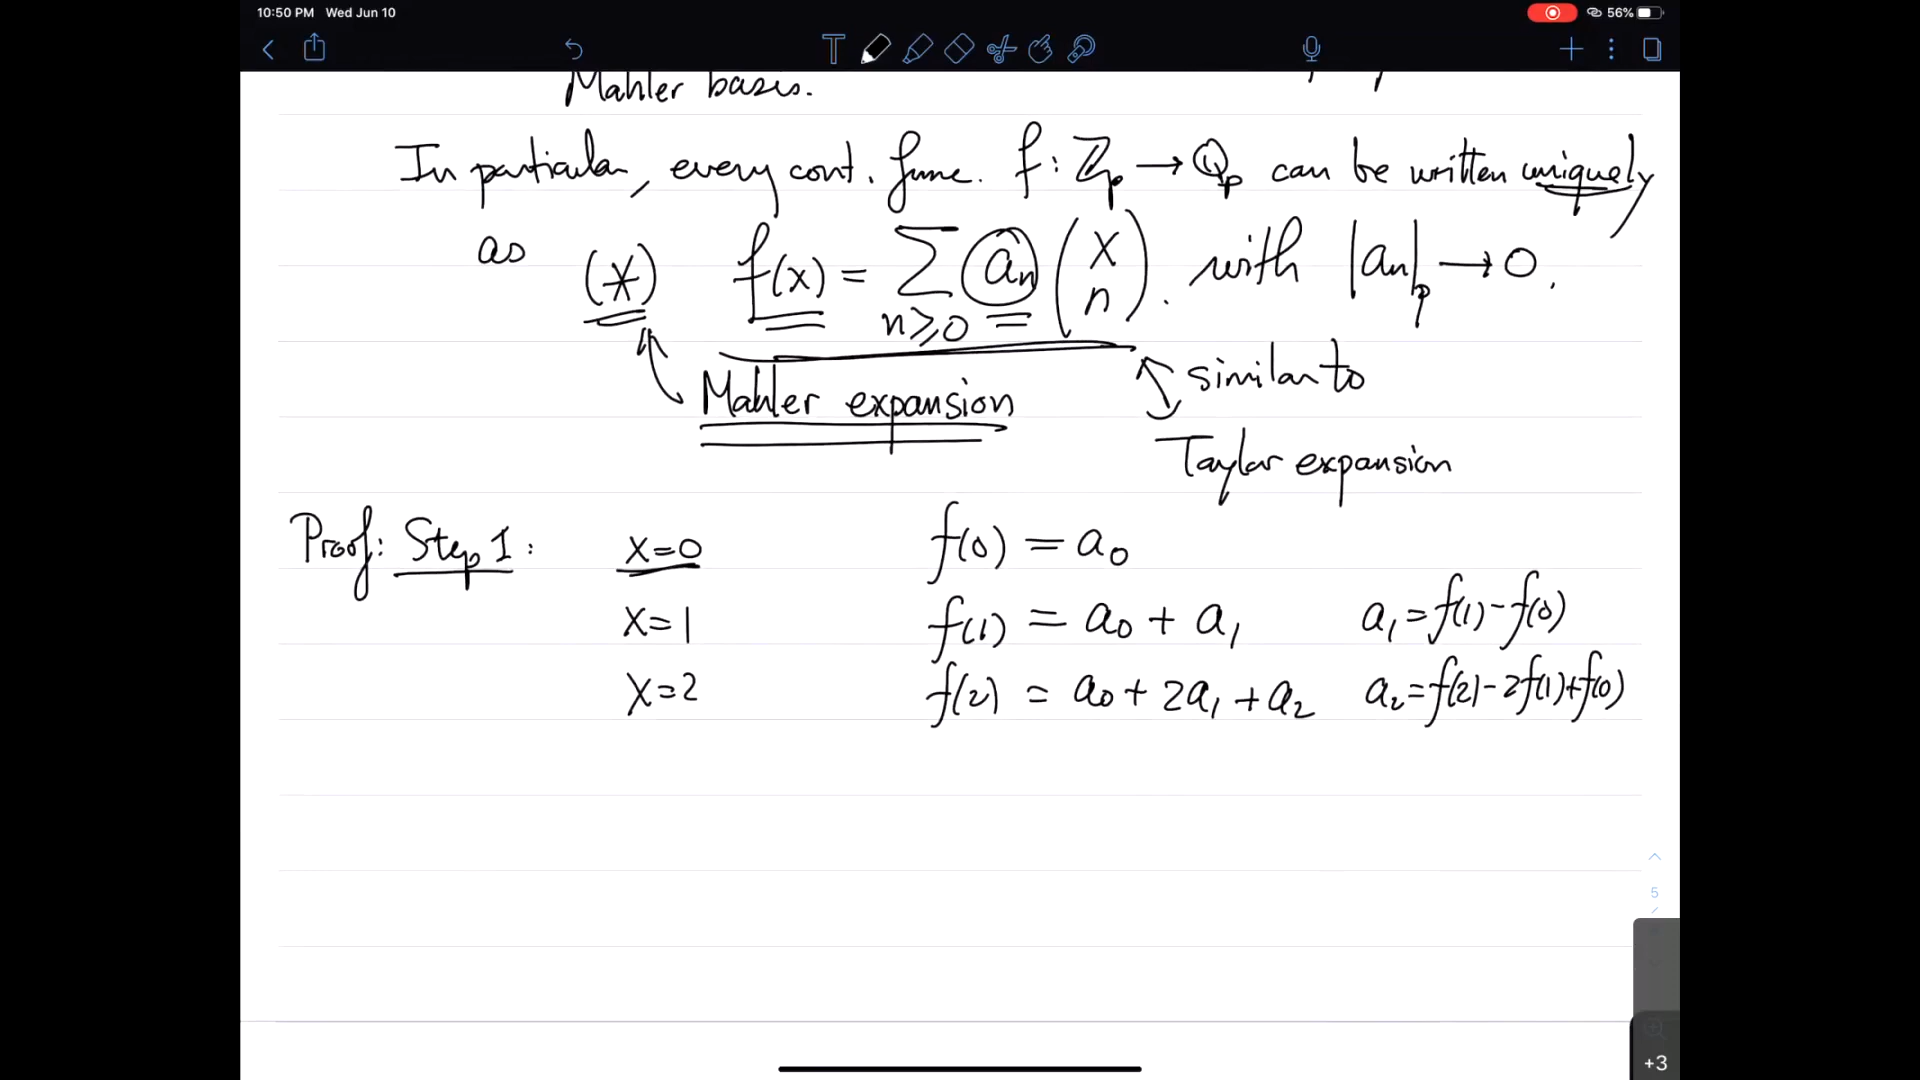 10:50 PM Wed Jun 10
56%
Mahler bases.
In particular, every cont. func. f: ℤp → ℚp can be written uniquely
as (*) f(x) = ∑ n≥0 an (x n). with |an|p → 0.
similar to
Mahler expansion
Taylor expansion
Proof: Step 1: x=0 f(0) = a0
x=1 f(1) = a0 + a1 a1 = f(1) - f(0)
x=2 f(2) = a0 + 2a1 + a2 a2 = f(2) - 2f(1) + f(0)
5
+3